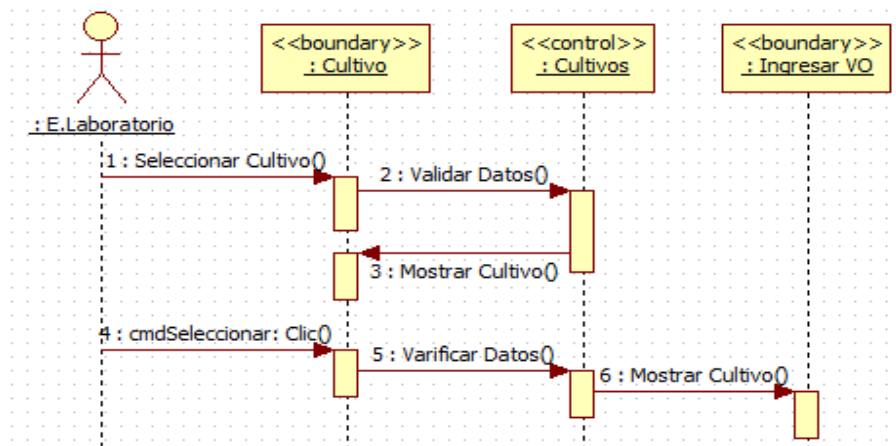 <<boundary>>
: Cultivo
<<control>>
: Cultivos
<<boundary>>
: Ingresar VO
: E.Laboratorio
1 : Seleccionar Cultivo()
2 : Validar Datos()
3 : Mostrar Cultivo()
4 : cmdSeleccionar: Clic()
5 : Varificar Datos()
6 : Mostrar Cultivo()